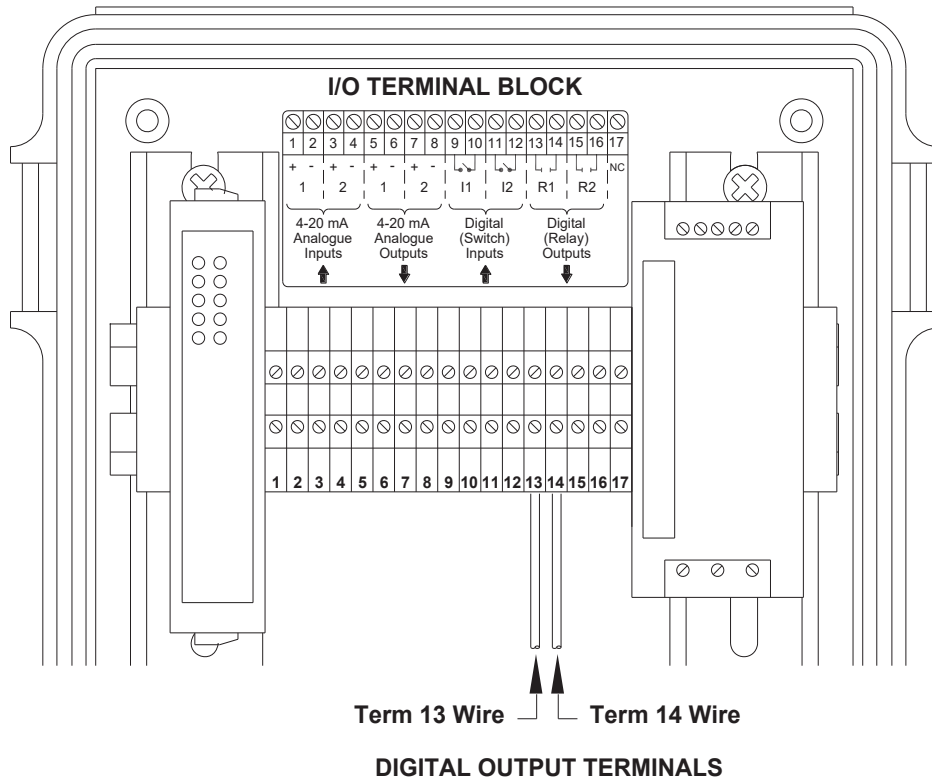 I/O TERMINAL BLOCK
1 2 3 4 5 6 7 8 9 10 11 12 13 14 15 16 17
+ - + - + - + - NC
1 2 1 2 I1 I2 R1 R2
4-20 mA Analogue Inputs
4-20 mA Analogue Outputs
Digital (Switch) Inputs
Digital (Relay) Outputs
1 2 3 4 5 6 7 8 9 10 11 12 13 14 15 16 17
Term 13 Wire Term 14 Wire
DIGITAL OUTPUT TERMINALS